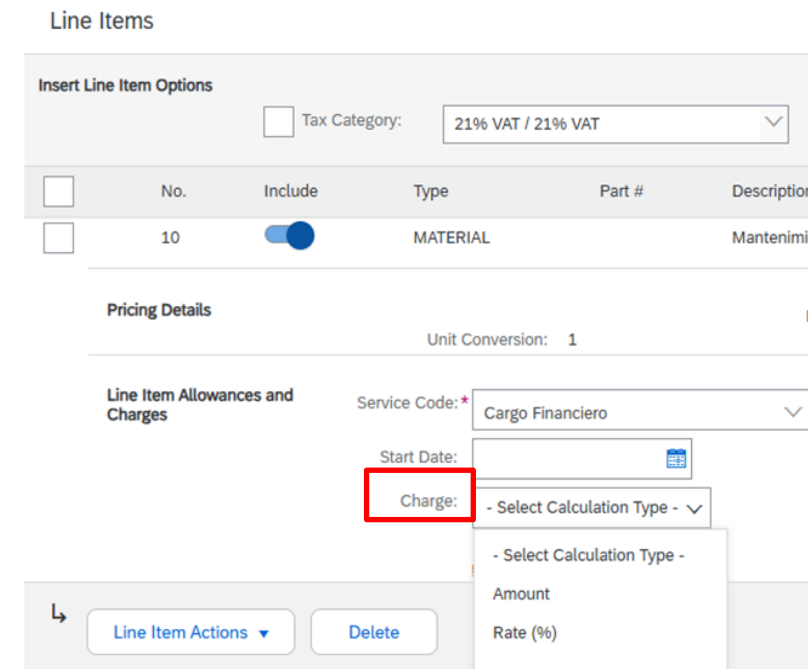 Line Items
Insert Line Item Options
Tax Category: 21% VAT / 21% VAT
No. Include Type Part #
10 MATERIAL
Pricing Details
Unit Conversion: 1
Line Item Allowances and
Charges
Service Code:* Cargo Financiero
Start Date:
Charge: - Select Calculation Type -
- Select Calculation Type -
Amount
Rate (%)
Line Item Actions Delete